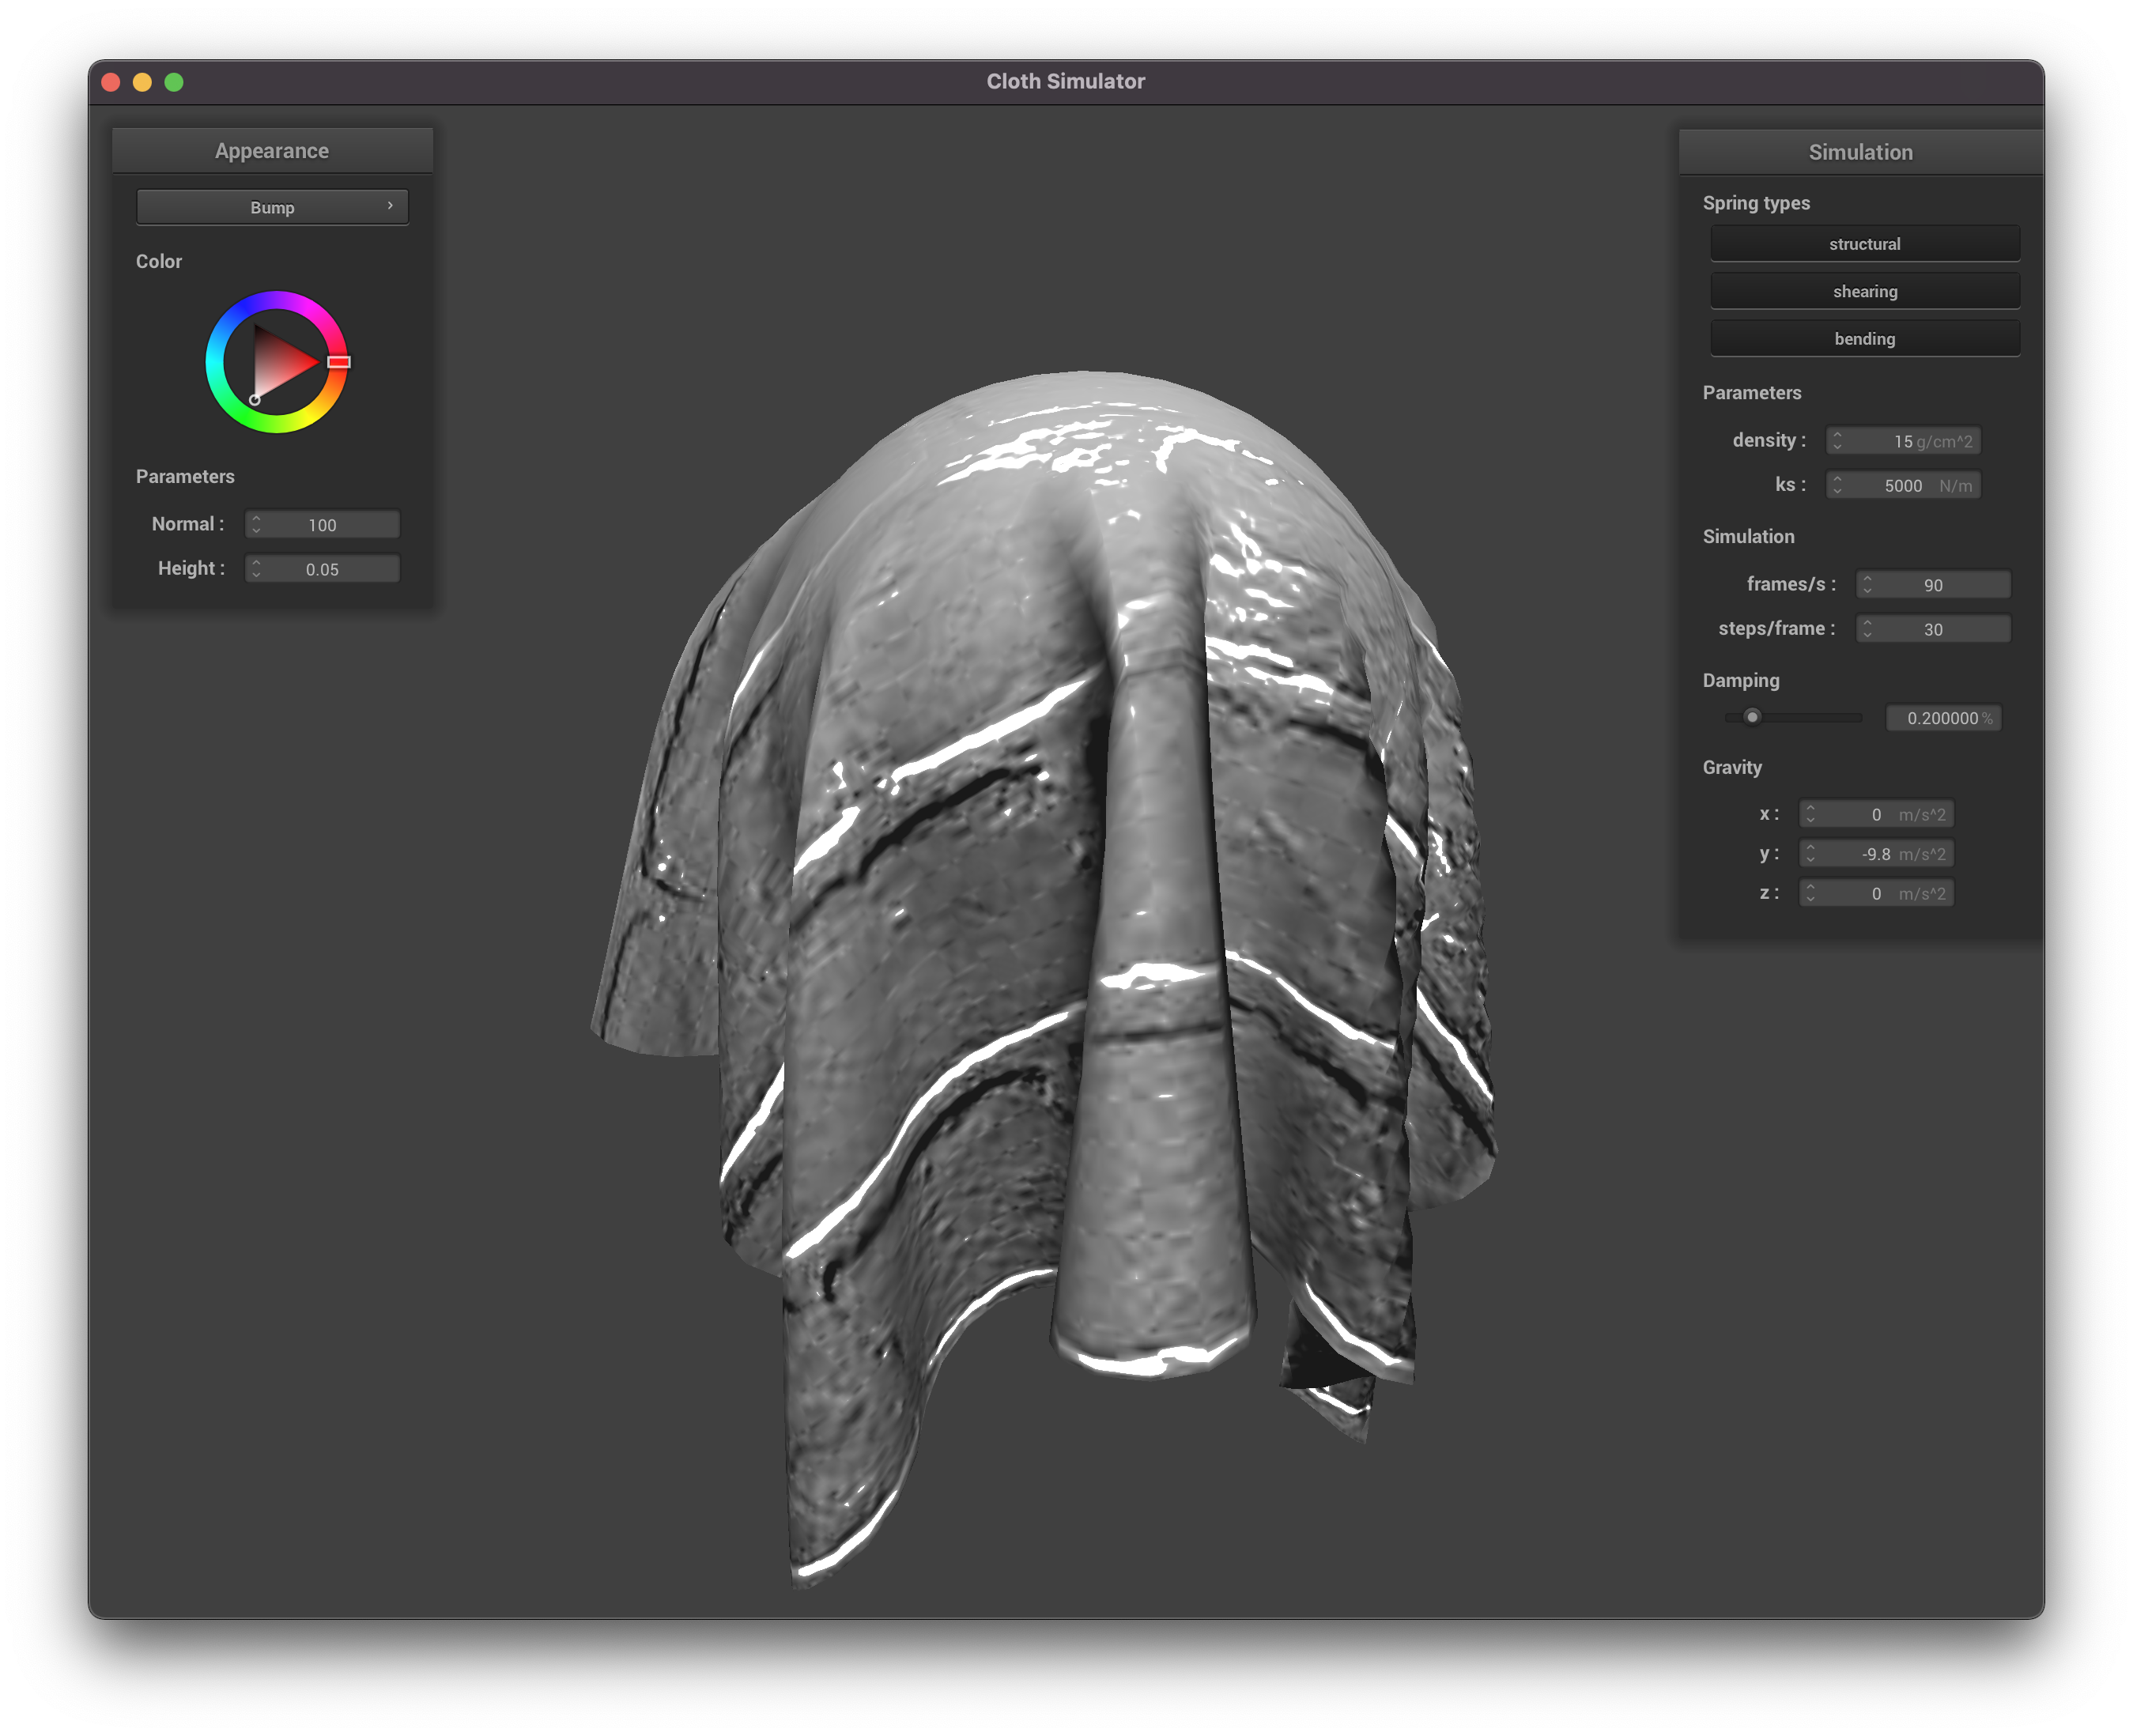 Cloth Simulator
Appearance
Bump
Color
Parameters
Normal : 100
Height : 0.05
Simulation
Spring types
structural
shearing
bending
Parameters
density : 15 g/cm^2
ks : 5000 N/m
Simulation
frames/s : 90
steps/frame : 30
Damping
0.200000 %
Gravity
x : 0 m/s^2
y : -9.8 m/s^2
z : 0 m/s^2